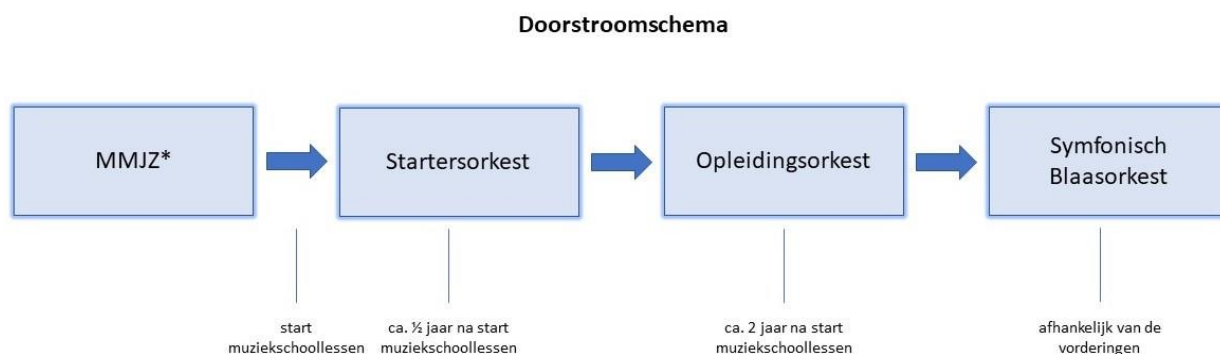 Doorstroomschema
MMJZ*
Startersorkest
Opleidingsorkest
Symfonisch
Blaasorkest
start
muziekschoollessen
ca. ½ jaar na start
muziekschoollessen
ca. 2 jaar na start
muziekschoollessen
afhankelijk van de
vorderingen